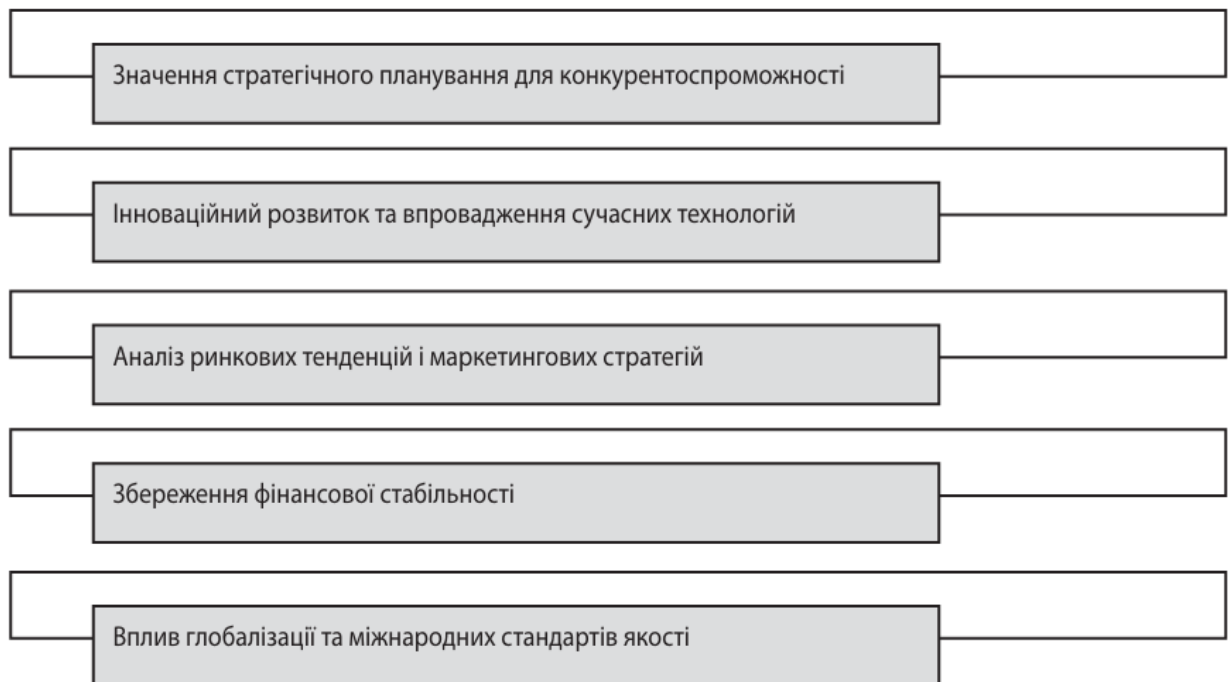 Значення стратегічного планування для конкурентоспроможності
Інноваційний розвиток та впровадження сучасних технологій
Аналіз ринкових тенденцій і маркетингових стратегій
Збереження фінансової стабільності
Вплив глобалізації та міжнародних стандартів якості